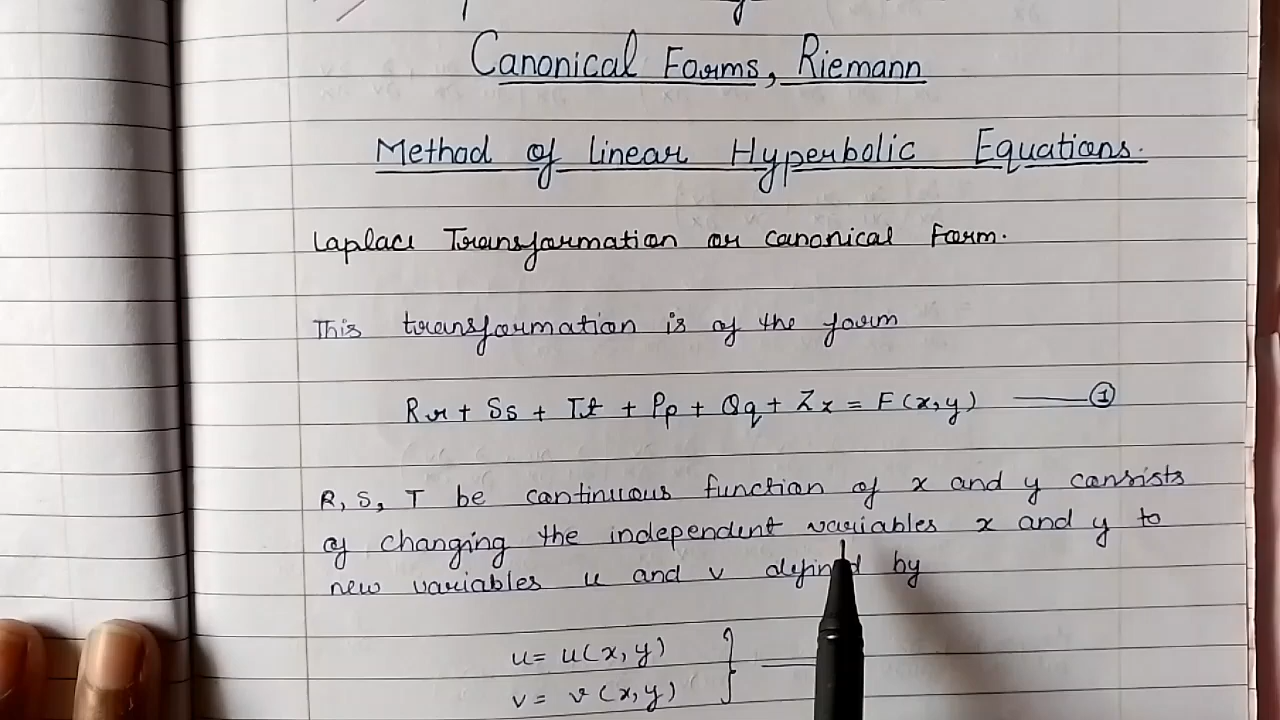 Canonical Forms, Riemann
Method of linear Hyperbolic Equations.
Laplace Transformation or canonical Form.
This transformation is of the form
Rr + Ss + Tt + Pp + Qq + Zx = F(x,y) —— ①
R, S, T be continuous function of x and y consists
of changing the independent variables x and y to
new variables u and v defined by
u = u(x,y)
v = v(x,y) } ——